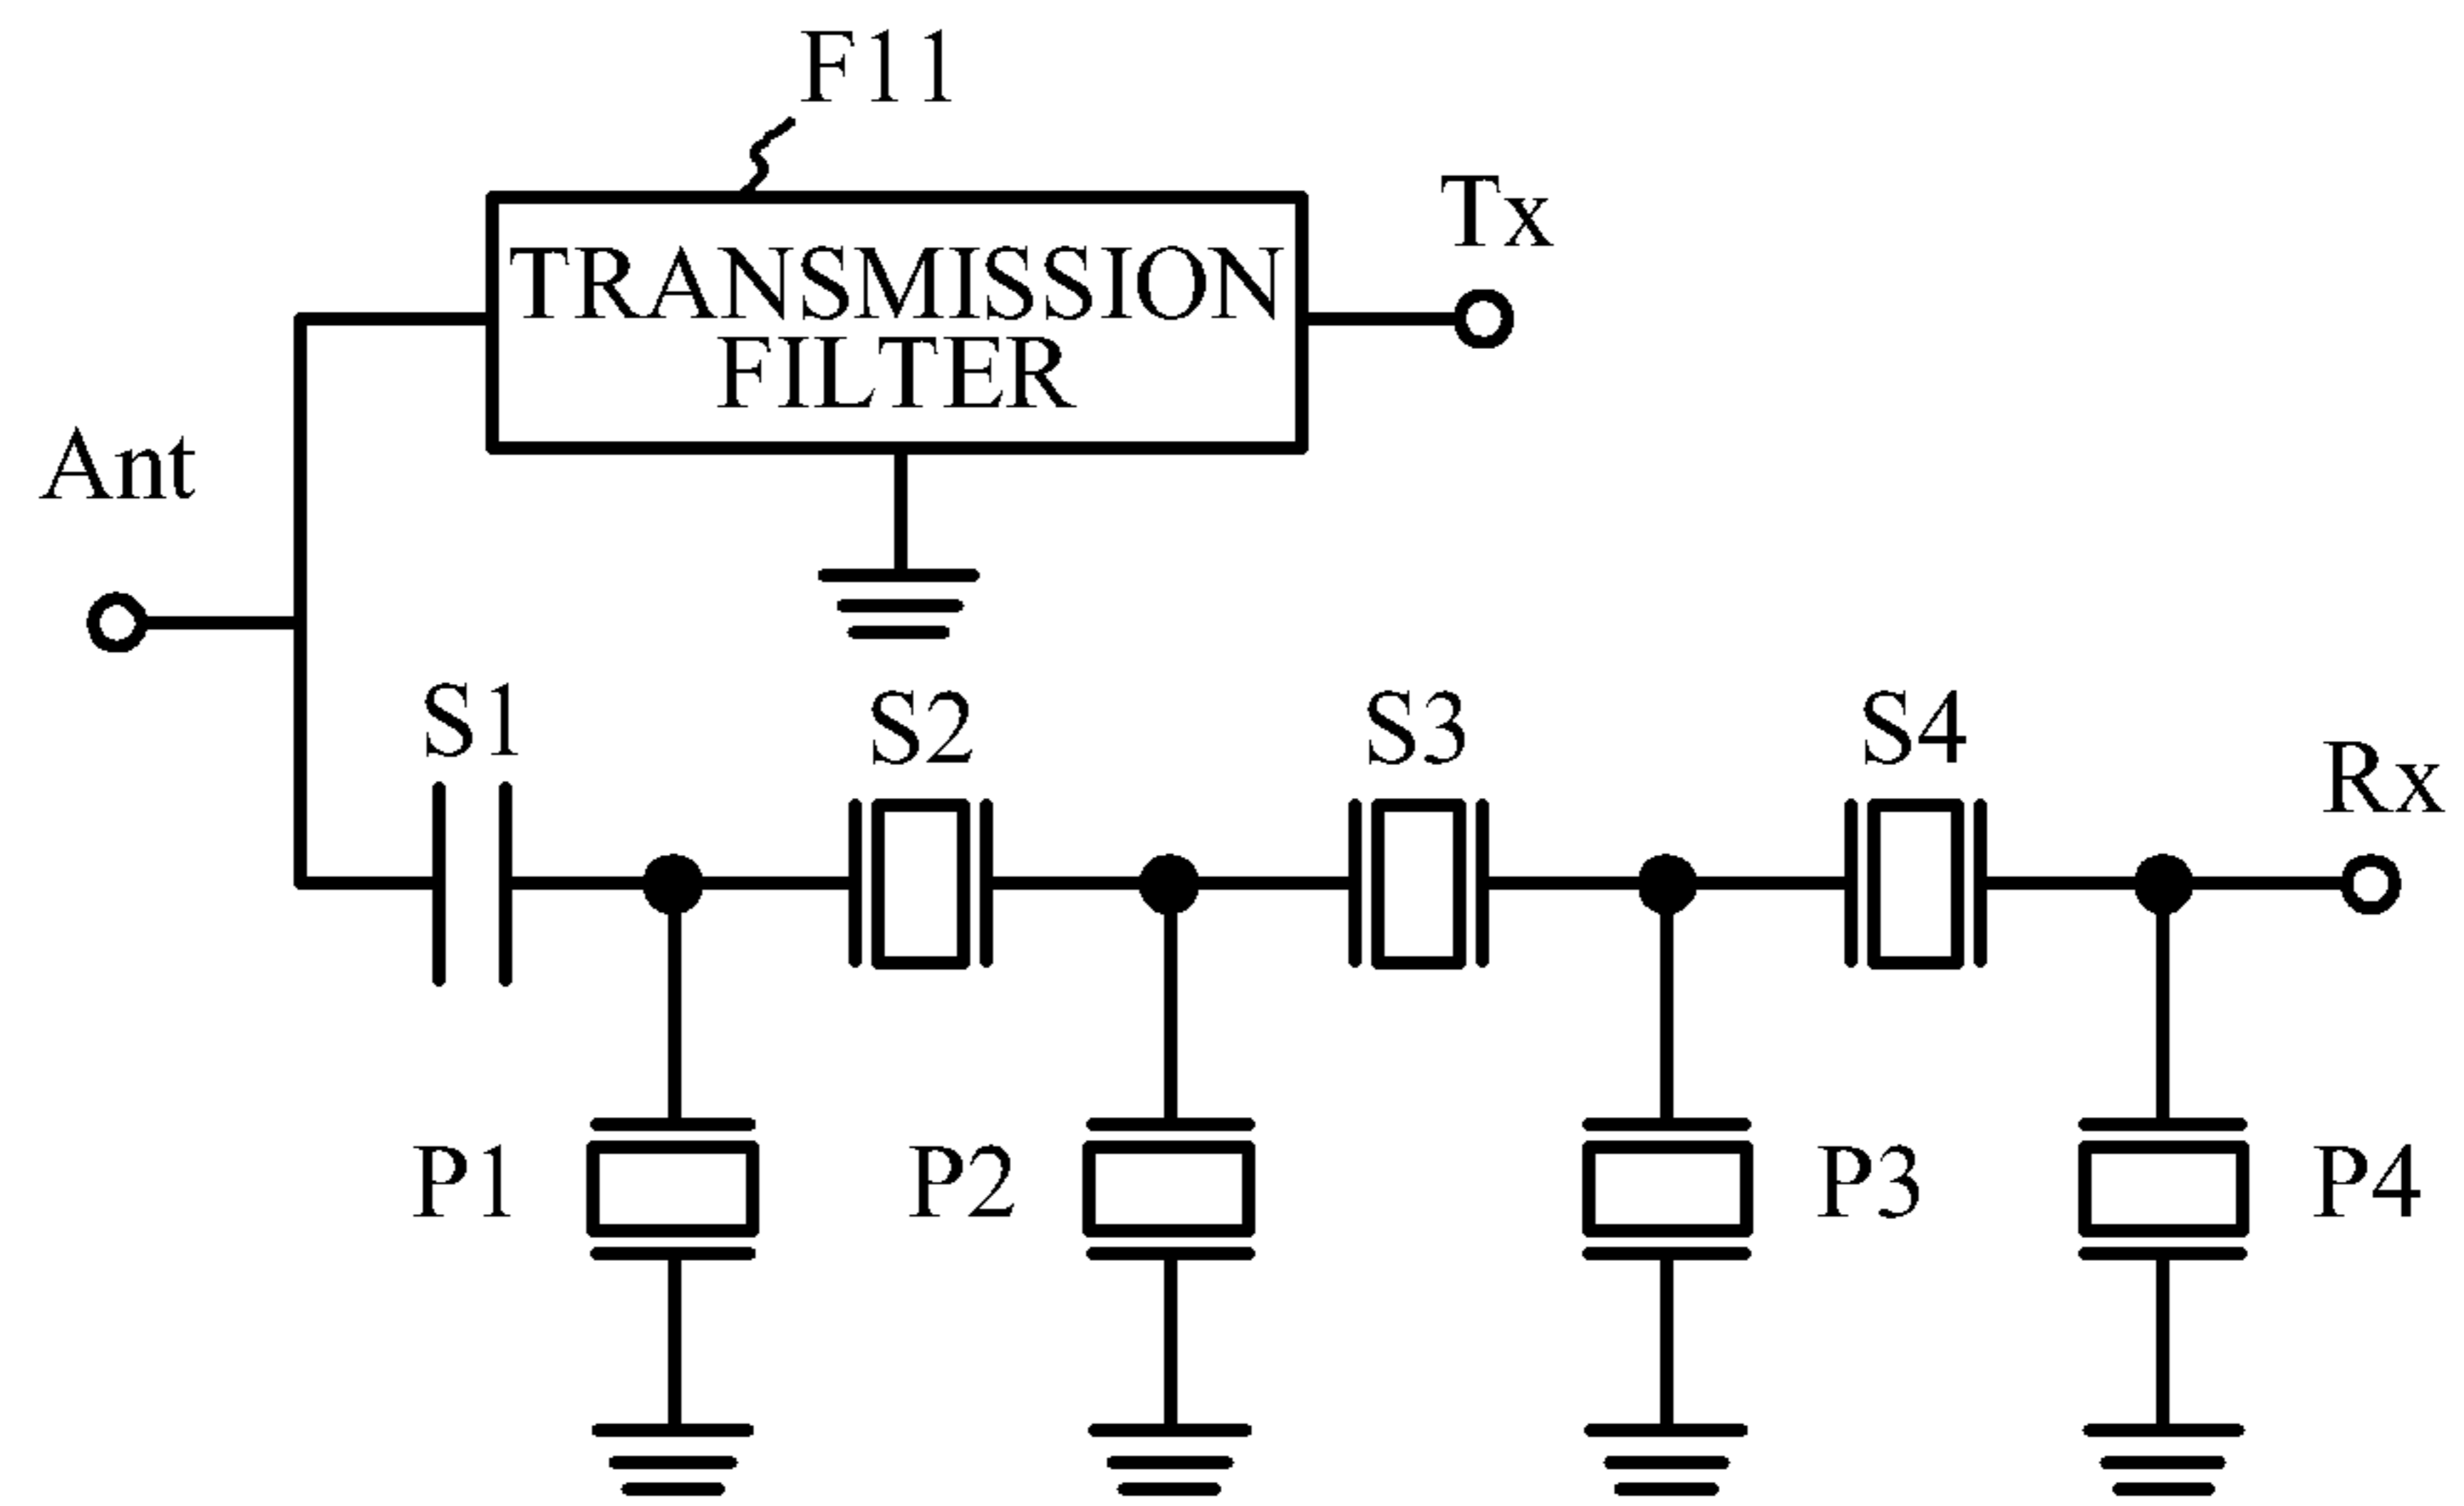 F11
Tx
TRANSMISSION
FILTER
Ant
S1
S2
S3
S4
Rx
P1
P2
P3
P4